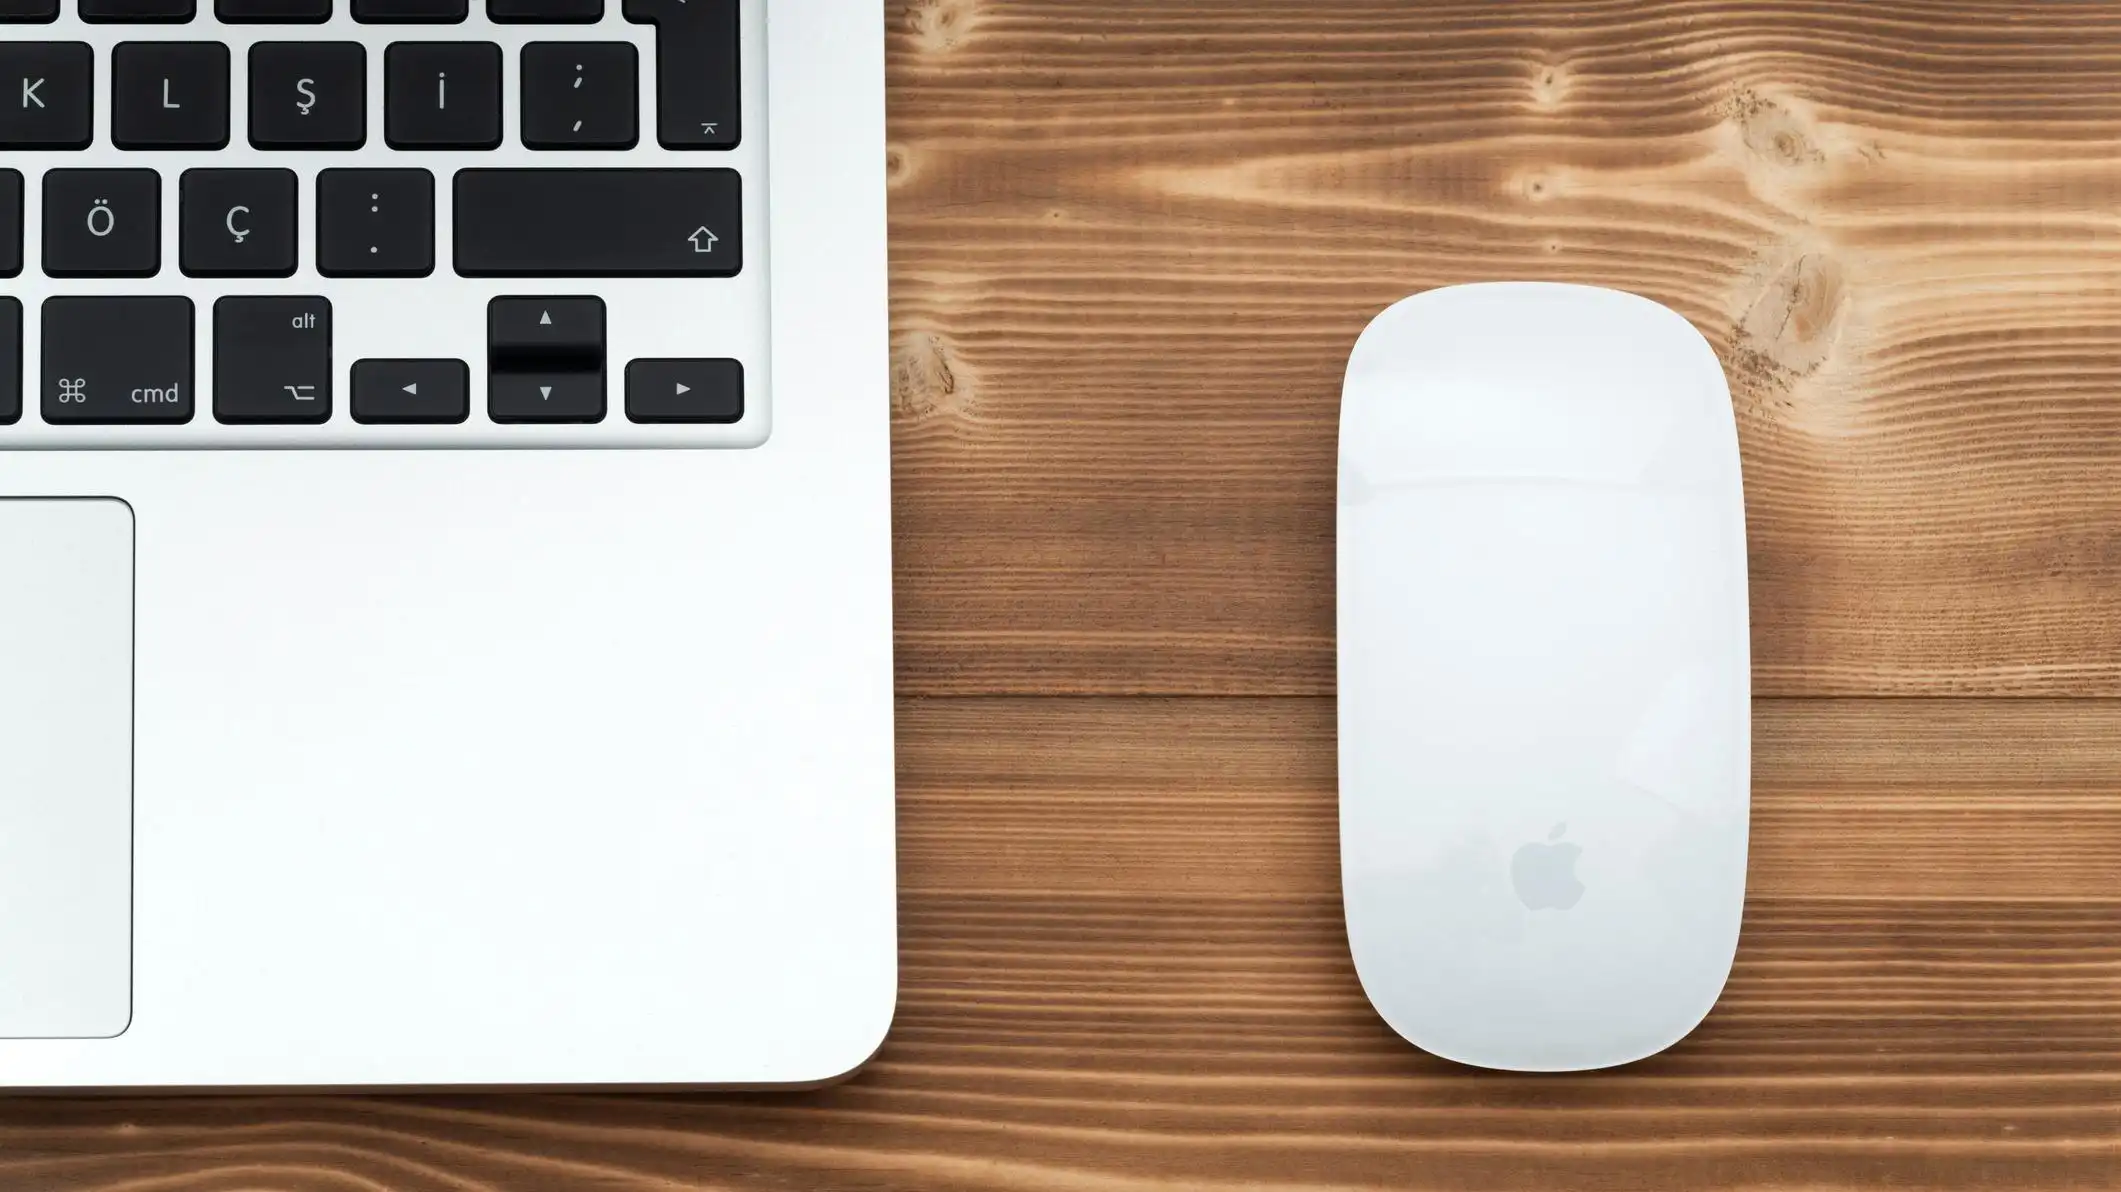 K L Ş İ ; ,
Ö Ç : .
alt
⌘ cmd ⌥